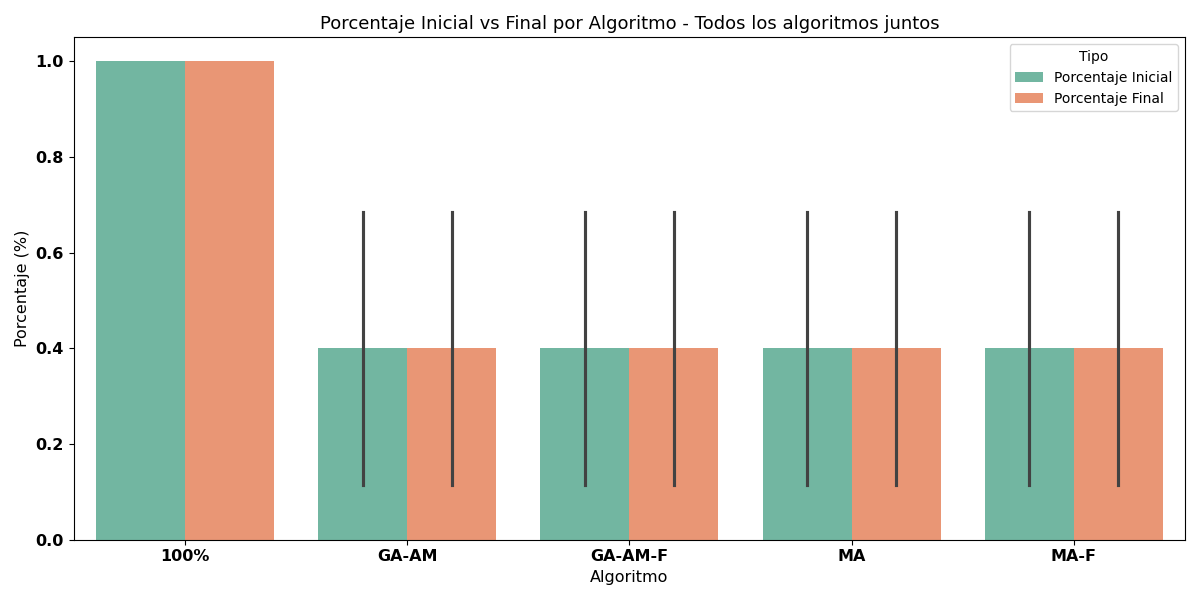 Porcentaje Inicial vs Final por Algoritmo - Todos los algoritmos juntos
Tipo
Porcentaje Inicial
Porcentaje Final
Porcentaje (%)
1.0
0.8
0.6
0.4
0.2
0.0
100%
GA-AM
GA-AM-F
MA
MA-F
Algoritmo